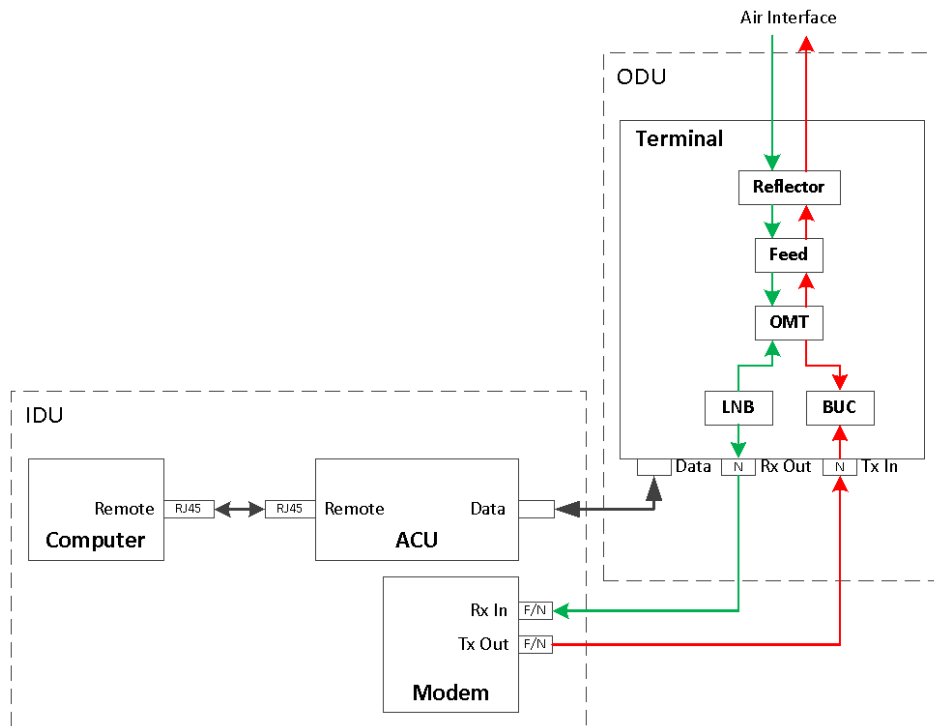 Air Interface
ODU
Terminal
Reflector
Feed
OMT
LNB
BUC
Data
N
Rx Out
N
Tx In
IDU
Remote
RJ45
RJ45
Remote
Data
Computer
ACU
Rx In
F/N
Tx Out
F/N
Modem